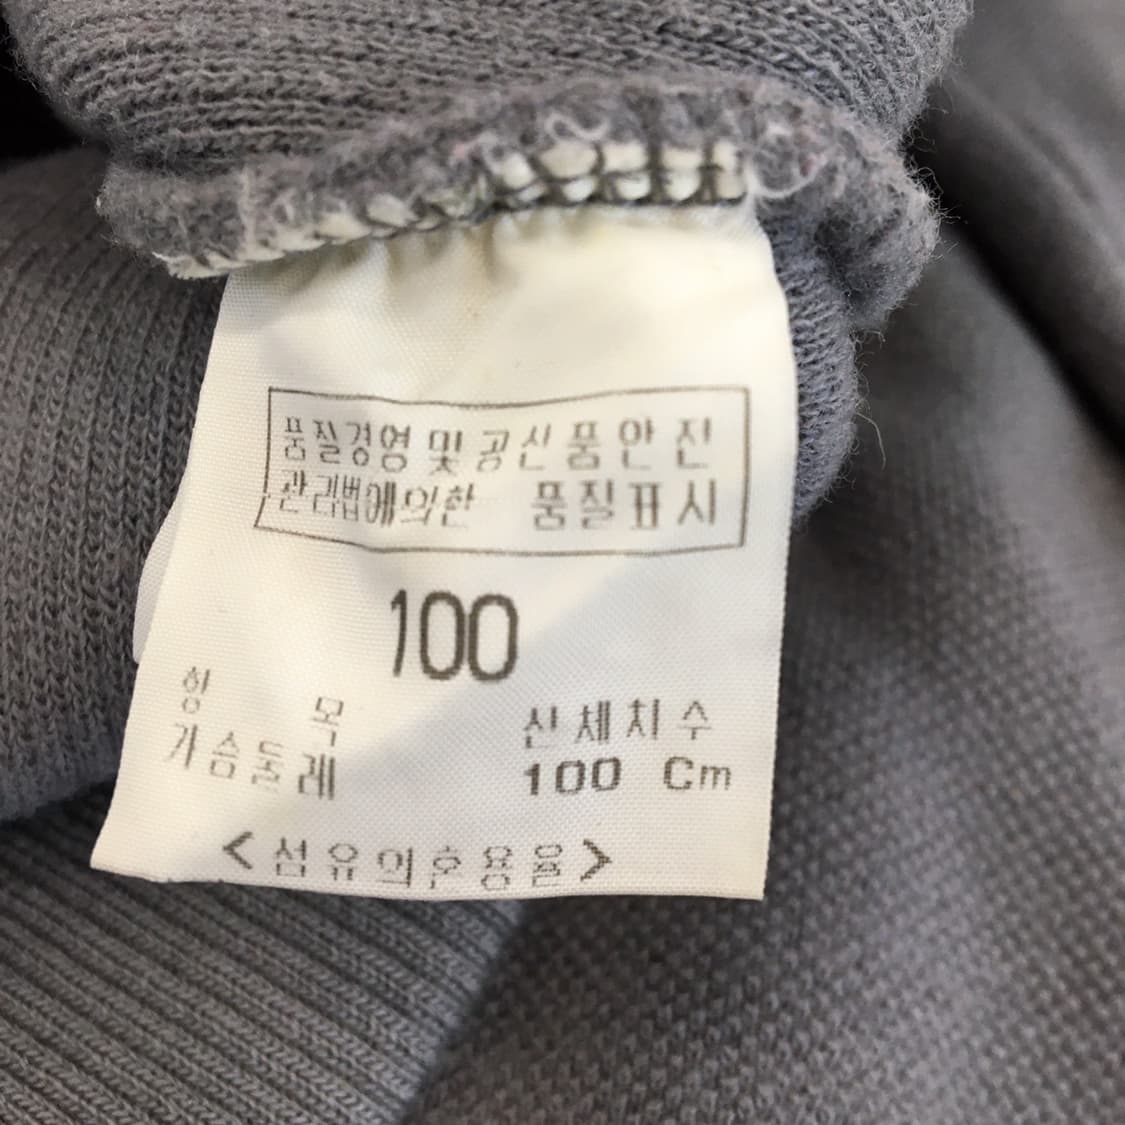 품질경영 및 공산품안전
관리법에의한 품질표시
100
항 목 신체치수
가슴둘레 100 Cm
<섬유의혼용율>